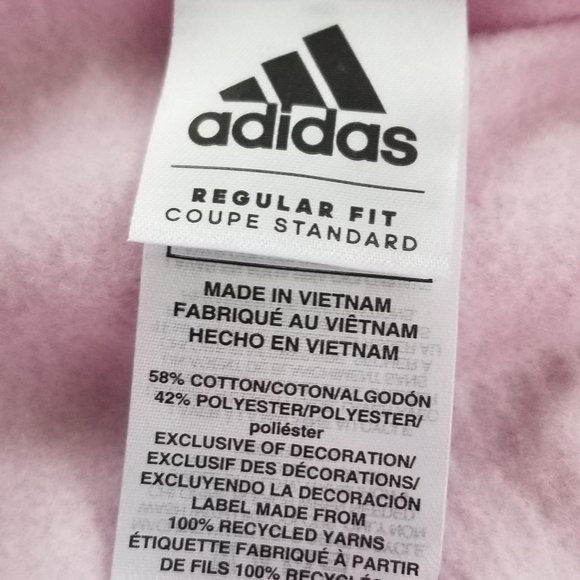 adidas
REGULAR FIT
COUPE STANDARD
MADE IN VIETNAM
FABRIQUÉ AU VIÊTNAM
HECHO EN VIETNAM
58% COTTON/COTON/ALGODÓN
42% POLYESTER/POLYESTER/
poliéster
EXCLUSIVE OF DECORATION/
EXCLUSIF DES DÉCORATIONS/
EXCLUYENDO LA DECORACIÓN
LABEL MADE FROM
100% RECYCLED YARNS
ÉTIQUETTE FABRIQUÉ À PARTIR
DE FILS 100%